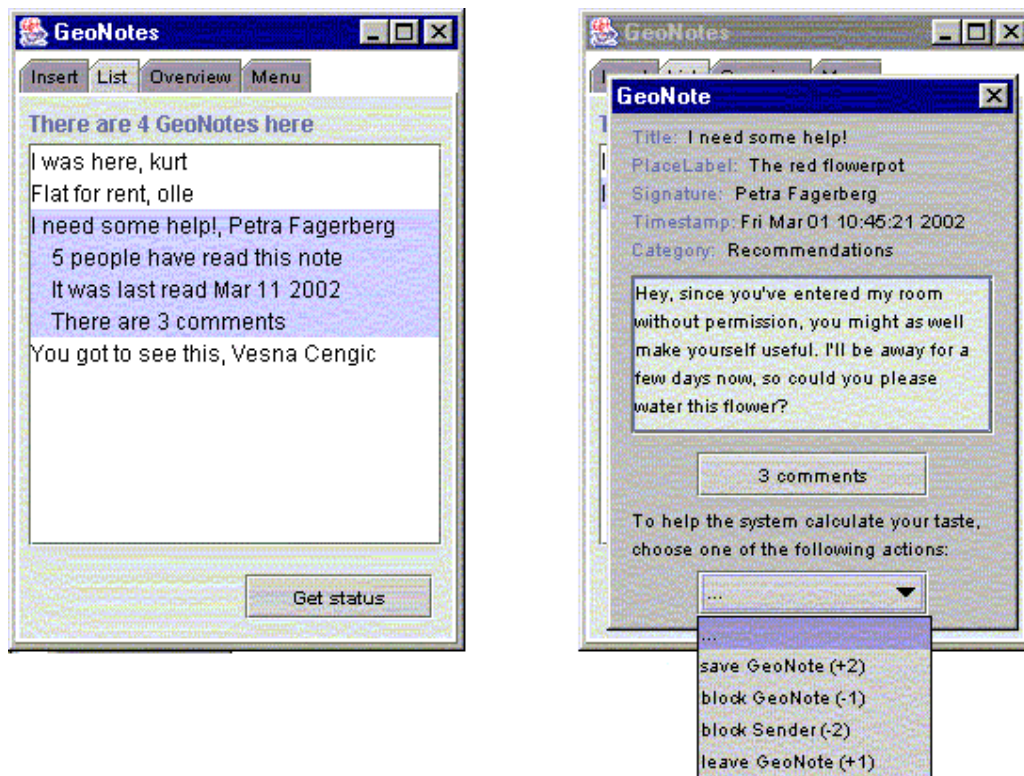 GeoNotes
Insert List Overview Menu
There are 4 GeoNotes here
I was here, kurt
Flat for rent, olle
I need some help!, Petra Fagerberg
5 people have read this note
It was last read Mar 11 2002
There are 3 comments
You got to see this, Vesna Cengic
Get status
GeoNotes
GeoNote
Title: I need some help!
PlaceLabel: The red flowerpot
Signature: Petra Fagerberg
Timestamp: Fri Mar 01 10:45:21 2002
Category: Recommendations
Hey, since you've entered my room
without permission, you might as well
make yourself useful. I'll be away for a
few days now, so could you please
water this flower?
3 comments
To help the system calculate your taste,
choose one of the following actions:
...
...
save GeoNote (+2)
block GeoNote (-1)
block Sender (-2)
leave GeoNote (+1)